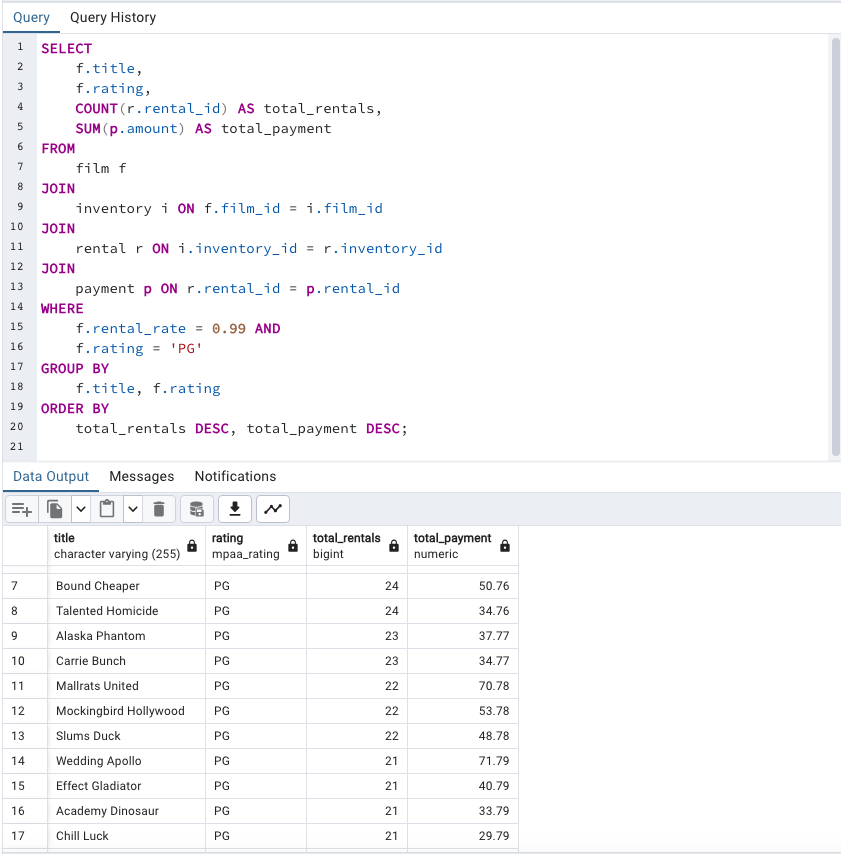 Query Query History
1 SELECT
2 f.title,
3 f.rating,
4 COUNT(r.rental_id) AS total_rentals,
5 SUM(p.amount) AS total_payment
6 FROM
7 film f
8 JOIN
9 inventory i ON f.film_id = i.film_id
10 JOIN
11 rental r ON i.inventory_id = r.inventory_id
12 JOIN
13 payment p ON r.rental_id = p.rental_id
14 WHERE
15 f.rental_rate = 0.99 AND
16 f.rating = 'PG'
17 GROUP BY
18 f.title, f.rating
19 ORDER BY
20 total_rentals DESC, total_payment DESC;
21
Data Output Messages Notifications
title rating total_rentals total_payment
character varying (255) mpaa_rating bigint numeric
7 Bound Cheaper PG 24 50.76
8 Talented Homicide PG 24 34.76
9 Alaska Phantom PG 23 37.77
10 Carrie Bunch PG 23 34.77
11 Mallrats United PG 22 70.78
12 Mockingbird Hollywood PG 22 53.78
13 Slums Duck PG 22 48.78
14 Wedding Apollo PG 21 71.79
15 Effect Gladiator PG 21 40.79
16 Academy Dinosaur PG 21 33.79
17 Chill Luck PG 21 29.79